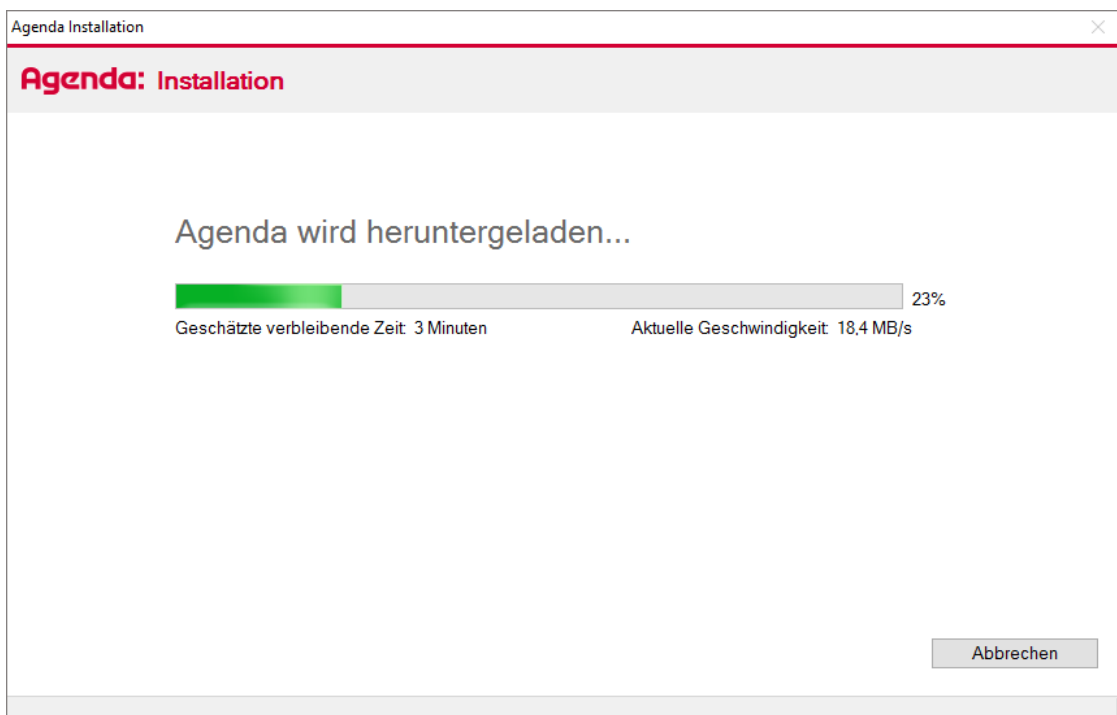 Agenda Installation
Agenda: Installation
Agenda wird heruntergeladen...
23%
Geschätzte verbleibende Zeit: 3 Minuten Aktuelle Geschwindigkeit: 18,4 MB/s
Abbrechen